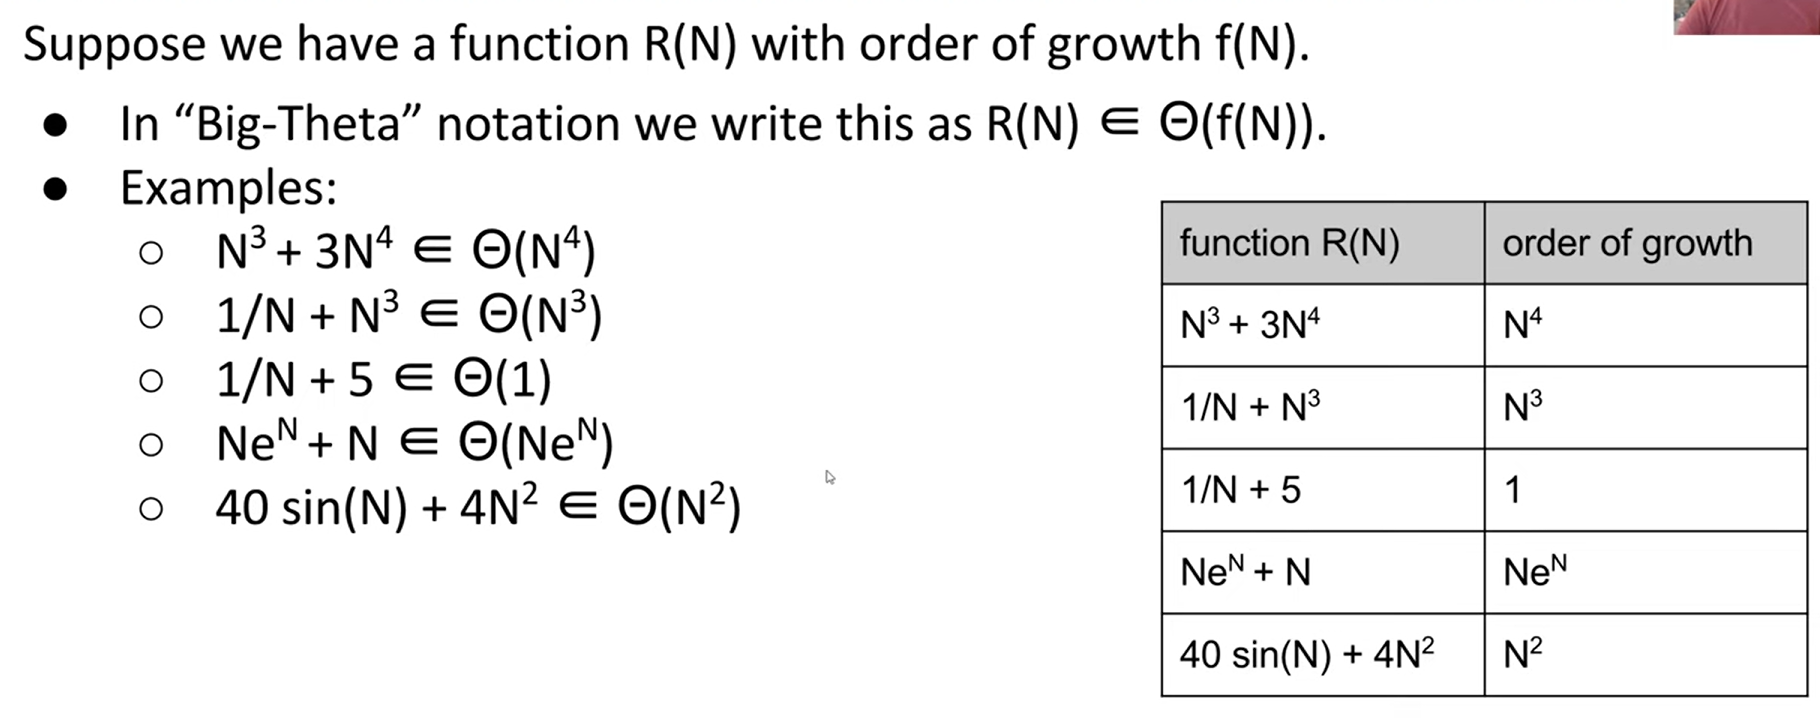 Suppose we have a function R(N) with order of growth f(N).
● In “Big-Theta” notation we write this as R(N) ∈ Θ(f(N)).
● Examples:
○ N³ + 3N⁴ ∈ Θ(N⁴)
○ 1/N + N³ ∈ Θ(N³)
○ 1/N + 5 ∈ Θ(1)
○ Neᴺ + N ∈ Θ(Neᴺ)
○ 40 sin(N) + 4N² ∈ Θ(N²)
function R(N) order of growth
N³ + 3N⁴ N⁴
1/N + N³ N³
1/N + 5 1
Neᴺ + N Neᴺ
40 sin(N) + 4N² N²